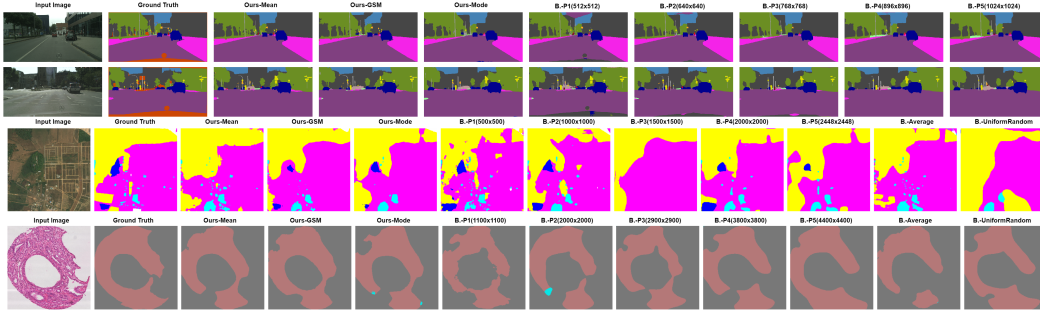 Input Image Ground Truth Ours-Mean Ours-GSM Ours-Mode B.-P1(512x512) B.-P2(640x640) B.-P3(768x768) B.-P4(896x896) B.-P5(1024x1024)
Input Image Ground Truth Ours-Mean Ours-GSM Ours-Mode B.-P1(500x500) B.-P2(1000x1000) B.-P3(1500x1500) B.-P4(2000x2000) B.-P5(2448x2448) B.-Average B.-UniformRandom
Input Image Ground Truth Ours-Mean Ours-GSM Ours-Mode B.-P1(1100x1100) B.-P2(2000x2000) B.-P3(2900x2900) B.-P4(3800x3800) B.-P5(4400x4400) B.-Average B.-UniformRandom